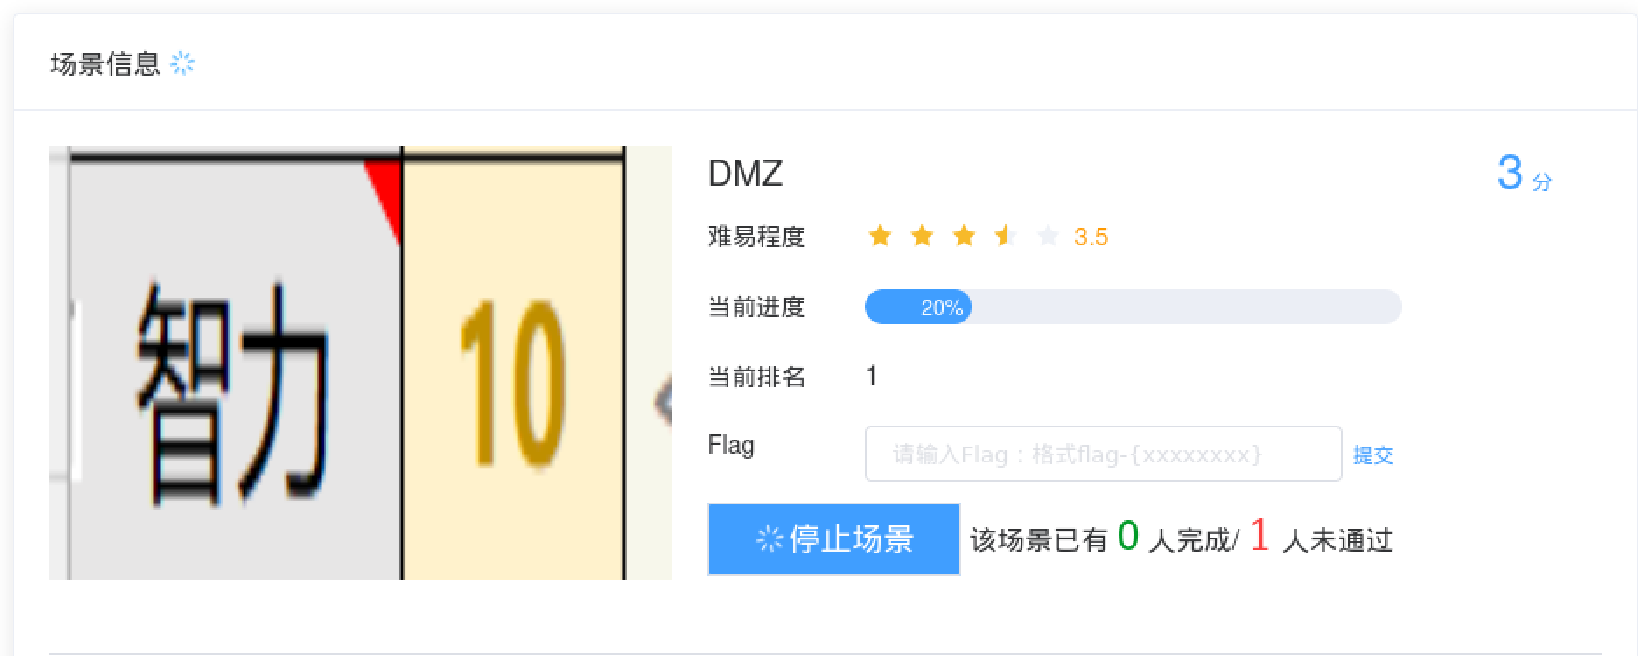 场景信息
智力 10
DMZ 3 分
难易程度 3.5
当前进度 20%
当前排名 1
Flag 请输入Flag：格式flag-{xxxxxxxx} 提交
停止场景 该场景已有 0 人完成/ 1 人未通过